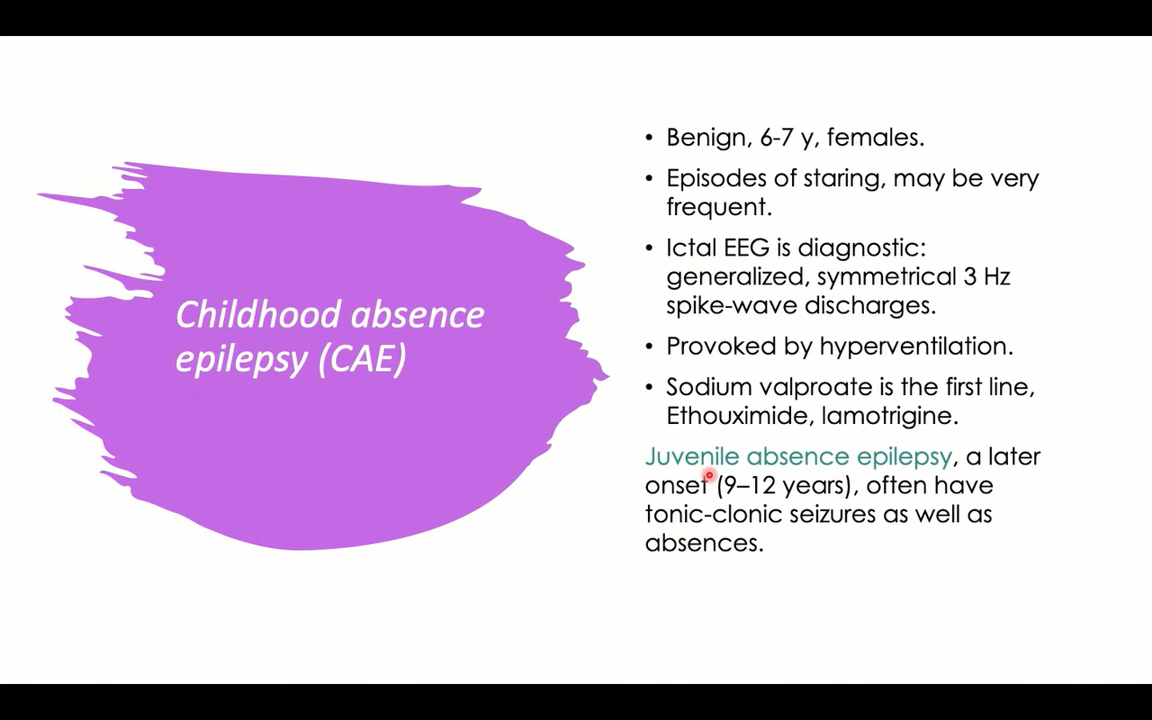 Childhood absence
epilepsy (CAE)
• Benign, 6-7 y, females.
• Episodes of staring, may be very
frequent.
• Ictal EEG is diagnostic:
generalized, symmetrical 3 Hz
spike-wave discharges.
• Provoked by hyperventilation.
• Sodium valproate is the first line,
Ethouximide, lamotrigine.
Juvenile absence epilepsy, a later
onset (9–12 years), often have
tonic-clonic seizures as well as
absences.